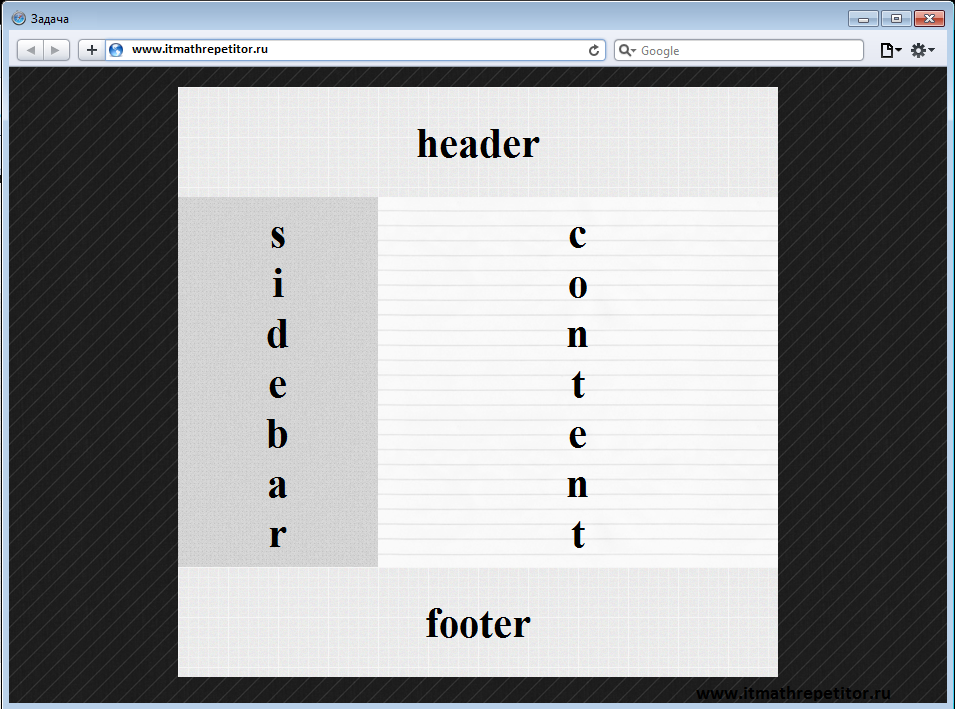 Задача
www.itmathrepetitor.ru
Google
header
s
i
d
e
b
a
r
c
o
n
t
e
n
t
footer
www.itmathrepetitor.ru